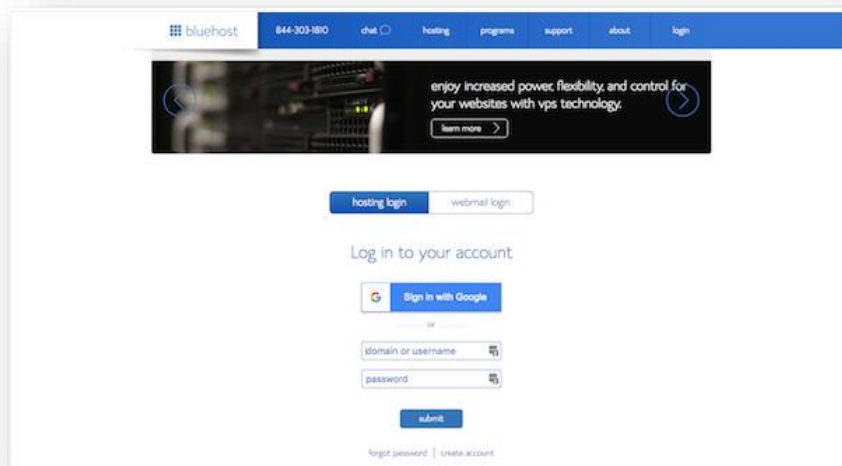 bluehost 844-303-1810 chat hosting programs support about login
enjoy increased power, flexibility, and control for
your websites with vps technology.
learn more
hosting login webmail login
Log in to your account
Sign in with Google
or
domain or username
password
submit
forgot password | create account